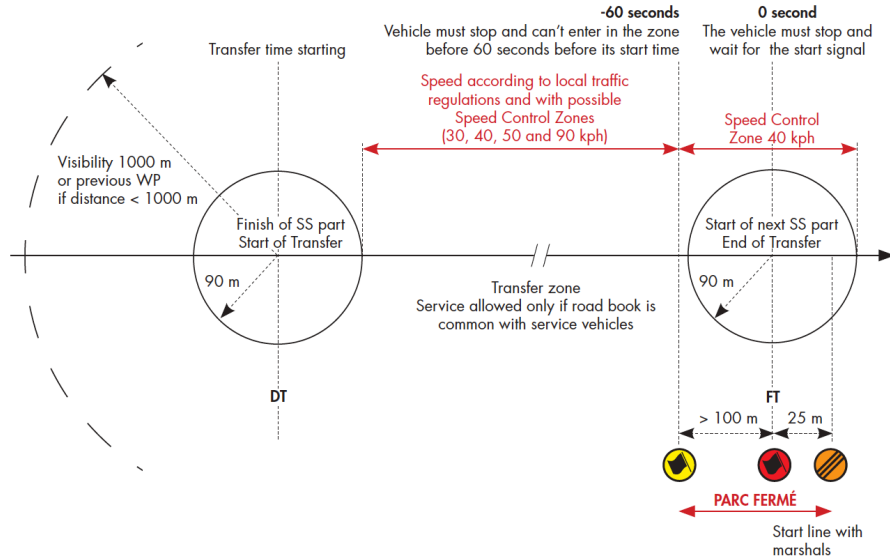 -60 seconds
Vehicle must stop and can't enter in the zone
before 60 seconds before its start time
0 second
The vehicle must stop and
wait for the start signal
Transfer time starting
Speed according to local traffic
regulations and with possible
Speed Control Zones
(30, 40, 50 and 90 kph)
Speed Control
Zone 40 kph
Visibility 1000 m
or previous WP
if distance < 1000 m
Finish of SS part
Start of Transfer
Start of next SS part
End of Transfer
90 m
90 m
Transfer zone
Service allowed only if road book is
common with service vehicles
DT
FT
> 100 m
25 m
PARC FERMÉ
Start line with
marshals